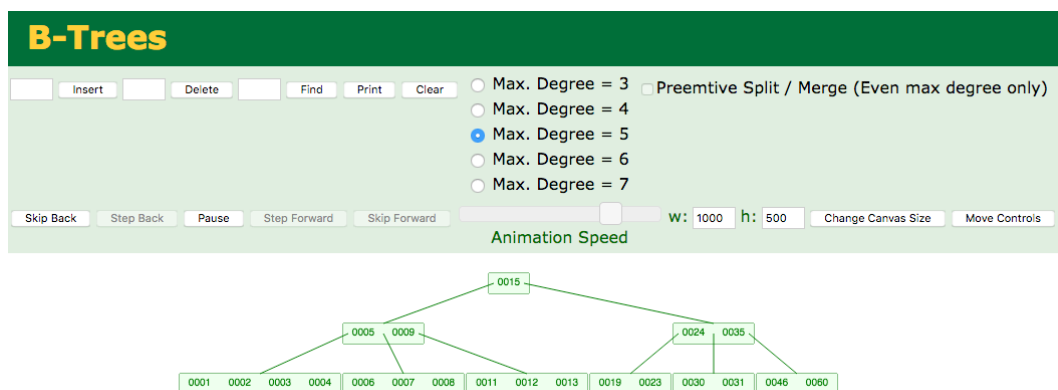 B-Trees
Insert Delete Find Print Clear
Max. Degree = 3
Max. Degree = 4
Max. Degree = 5
Max. Degree = 6
Max. Degree = 7
Preemtive Split / Merge (Even max degree only)
Skip Back Step Back Pause Step Forward Skip Forward
Animation Speed
w: 1000 h: 500 Change Canvas Size Move Controls
0015
0005 0009 0024 0035
0001 0002 0003 0004 0006 0007 0008 0011 0012 0013 0019 0023 0030 0031 0046 0060